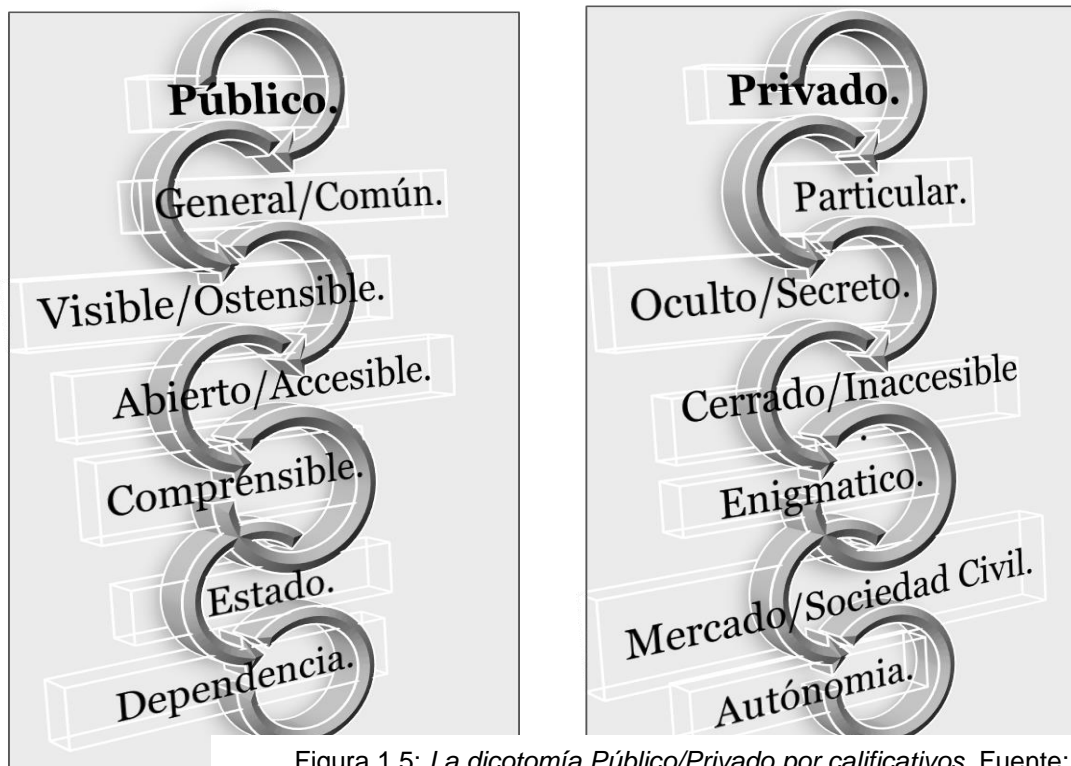 Público.
General/Común.
Visible/Ostensible.
Abierto/Accesible.
Comprensible.
Estado.
Dependencia.
Privado.
Particular.
Oculto/Secreto.
Cerrado/Inaccesible
.
Enigmatico.
Mercado/Sociedad Civil.
Autónomia.
Figura 1.5: La dicotomía Público/Privado por calificativos. Fuente: